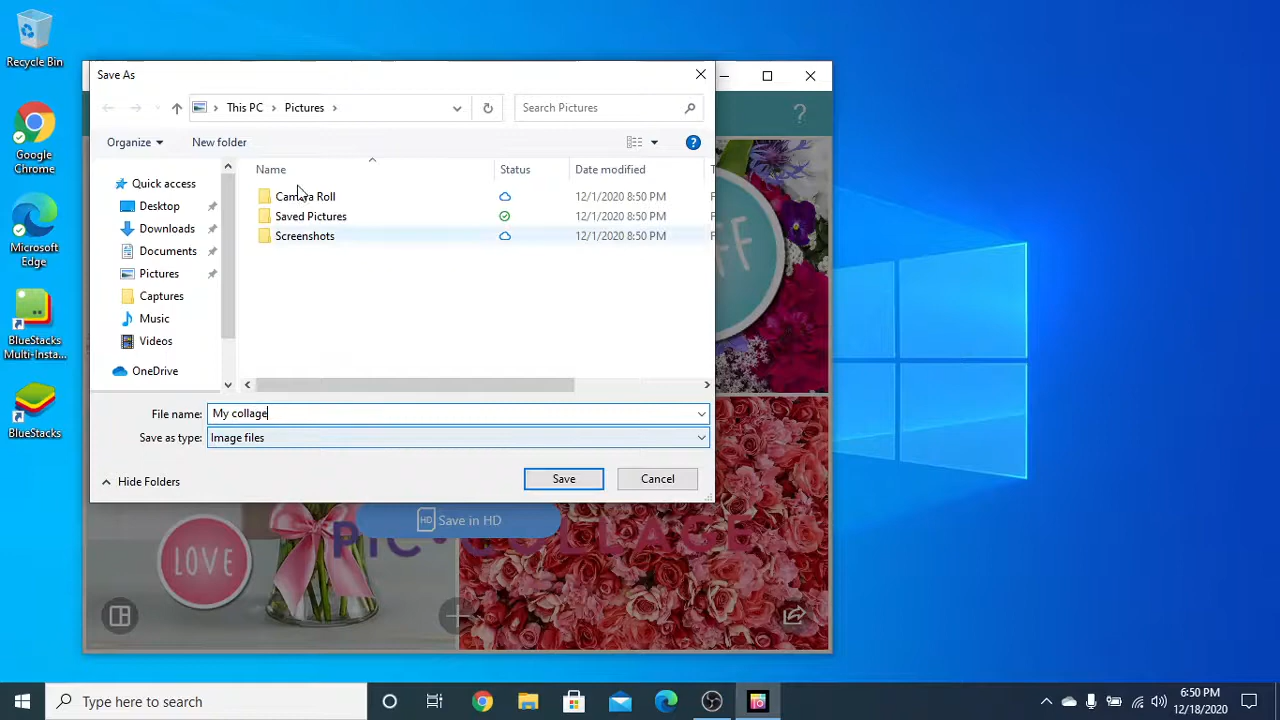 Recycle Bin
Google
Chrome
Microsoft
Edge
BlueStacks
Multi-Insta...
BlueStacks
Save As
This PC
Pictures
Search Pictures
Organize
New folder
?
?
Name
Status
Date modified
T
Quick access
Desktop
Downloads
Documents
Pictures
Captures
Music
Videos
OneDrive
Camera Roll
12/1/2020 8:50 PM
F
Saved Pictures
12/1/2020 8:50 PM
F
Screenshots
12/1/2020 8:50 PM
F
FF
File name:
My collage
Save as type:
Image files
Hide Folders
Save
Cancel
HD
Save in HD
PIC COLLAGE
LOVE
Type here to search
6:50 PM
12/18/2020